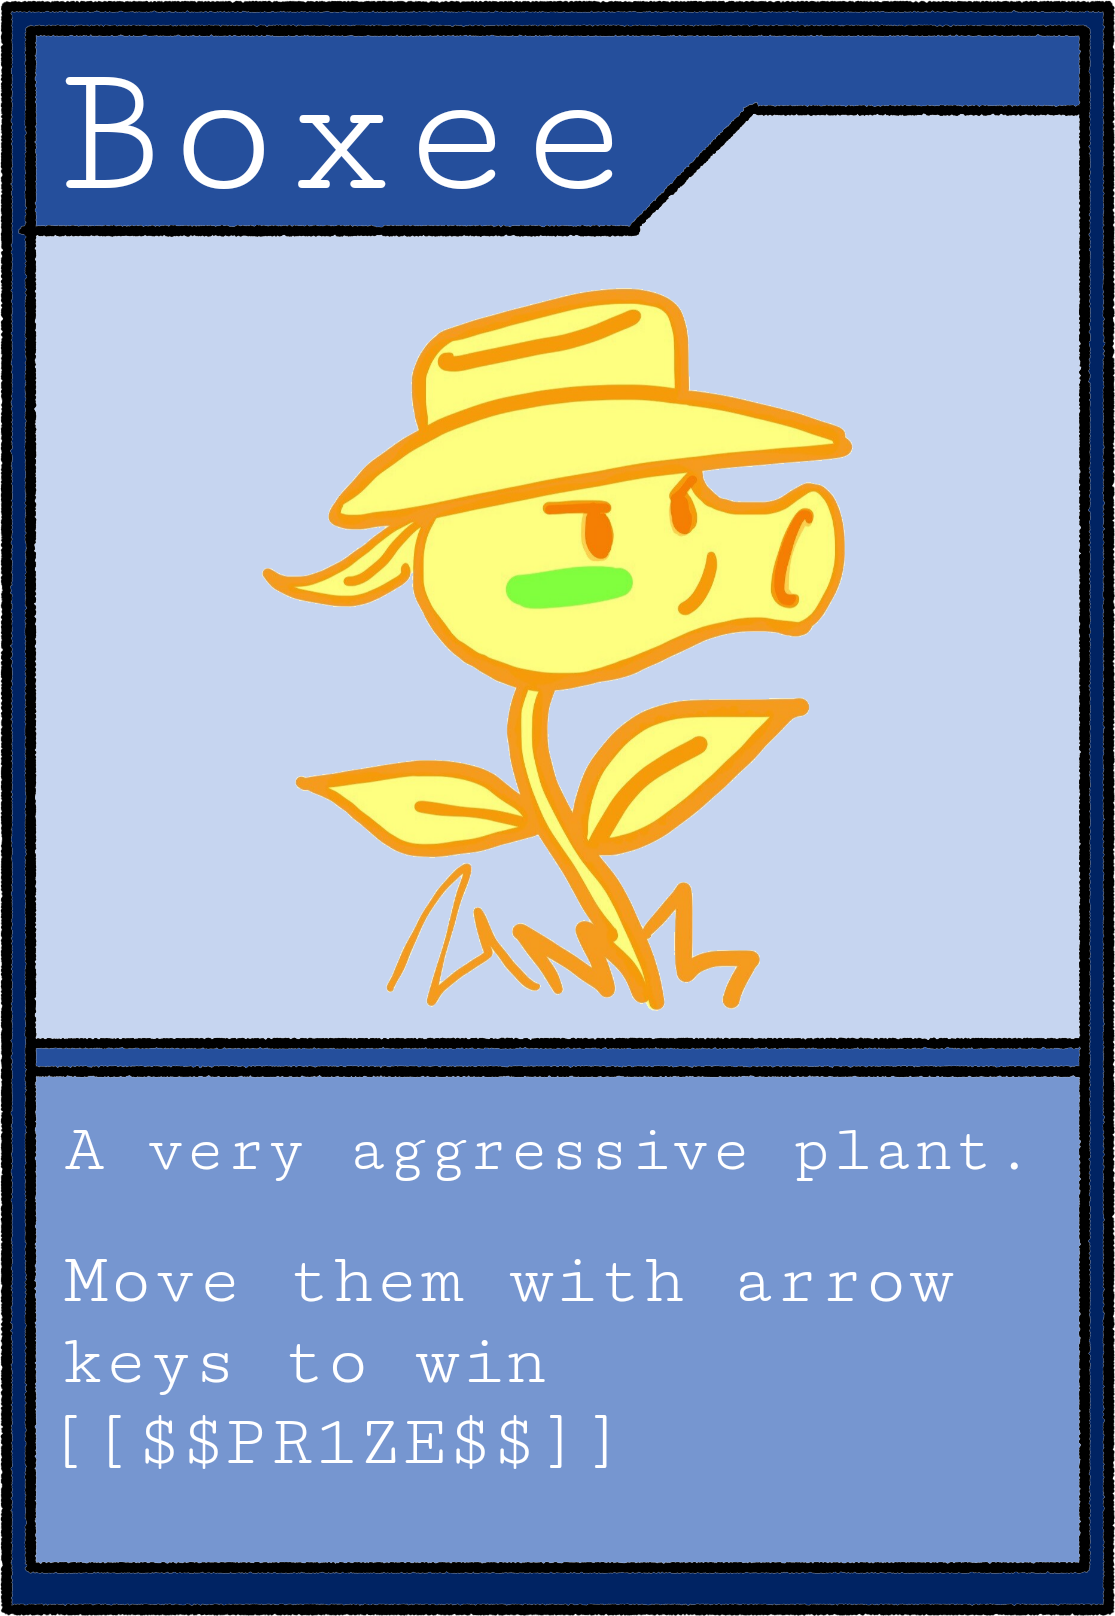 Boxee
A very aggressive plant.
Move them with arrow
keys to win
[[$$PR1ZE$$]]